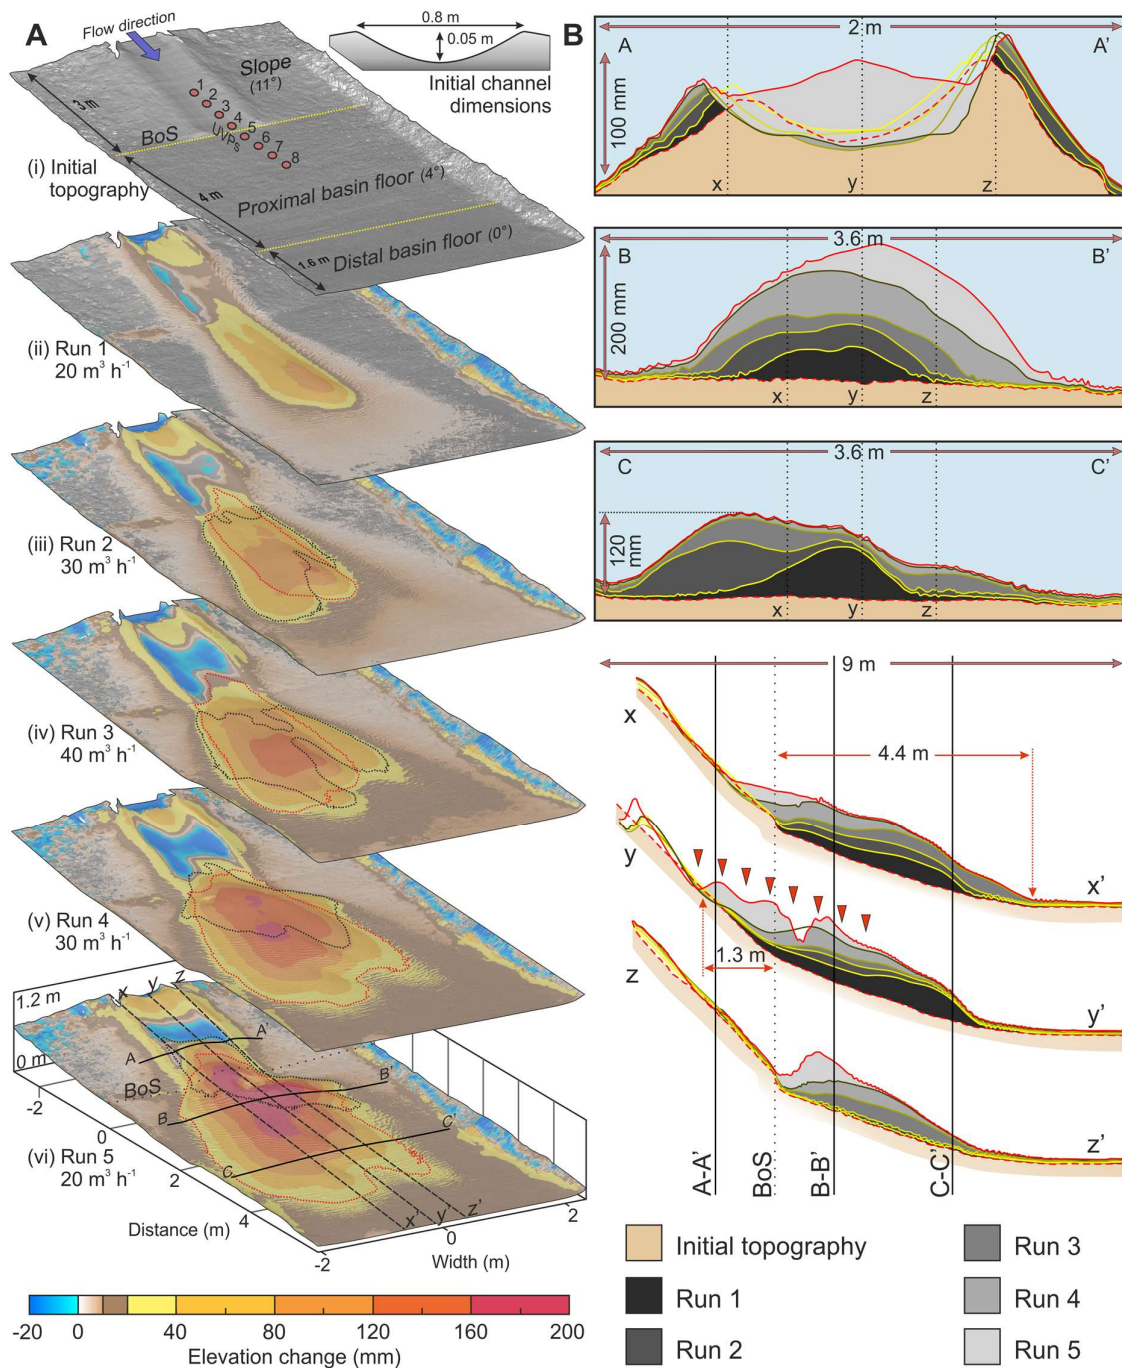 A
Flow direction
0.8 m
0.05 m
Initial channel
dimensions
Slope
(11°)
3 m
1
2
3
4
5
6
7
8
UVPs
BoS
(i) Initial
topography
4 m
Proximal basin floor (4°)
1.6 m
Distal basin floor (0°)
(ii) Run 1
20 m³ h⁻¹
(iii) Run 2
30 m³ h⁻¹
(iv) Run 3
40 m³ h⁻¹
(v) Run 4
30 m³ h⁻¹
1.2 m
0 m
x
y
z
A
A'
BoS
B
B'
C
C'
-2
0
2
4
(vi) Run 5
20 m³ h⁻¹
x'
y'
z'
Distance (m)
-2
0
2
Width (m)
-20
0
40
80
120
160
200
Elevation change (mm)
B
2 m
A
A'
100 mm
x
y
z
3.6 m
B
B'
200 mm
x
y
z
3.6 m
C
C'
120
mm
x
y
z
9 m
x
4.4 m
x'
y
1.3 m
y'
z
z'
A-A'
BoS
B-B'
C-C'
Initial topography
Run 1
Run 2
Run 3
Run 4
Run 5